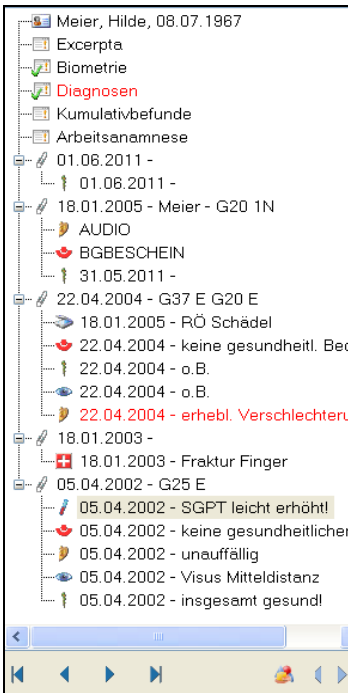 Meier, Hilde, 08.07.1967
Excerpta
Biometrie
Diagnosen
Kumulativbefunde
Arbeitsanamnese
01.06.2011 -
01.06.2011 -
18.01.2005 - Meier - G20 1N
AUDIO
BGBESCHEIN
31.05.2011 -
22.04.2004 - G37 E G20 E
18.01.2005 - RÖ Schädel
22.04.2004 - keine gesundheitl. Bed
22.04.2004 - o.B.
22.04.2004 - o.B.
22.04.2004 - erhebl. Verschlechteru
18.01.2003 -
18.01.2003 - Fraktur Finger
05.04.2002 - G25 E
05.04.2002 - SGPT leicht erhöht!
05.04.2002 - keine gesundheitlicher
05.04.2002 - unauffällig
05.04.2002 - Visus Mitteldistanz
05.04.2002 - insgesamt gesund!